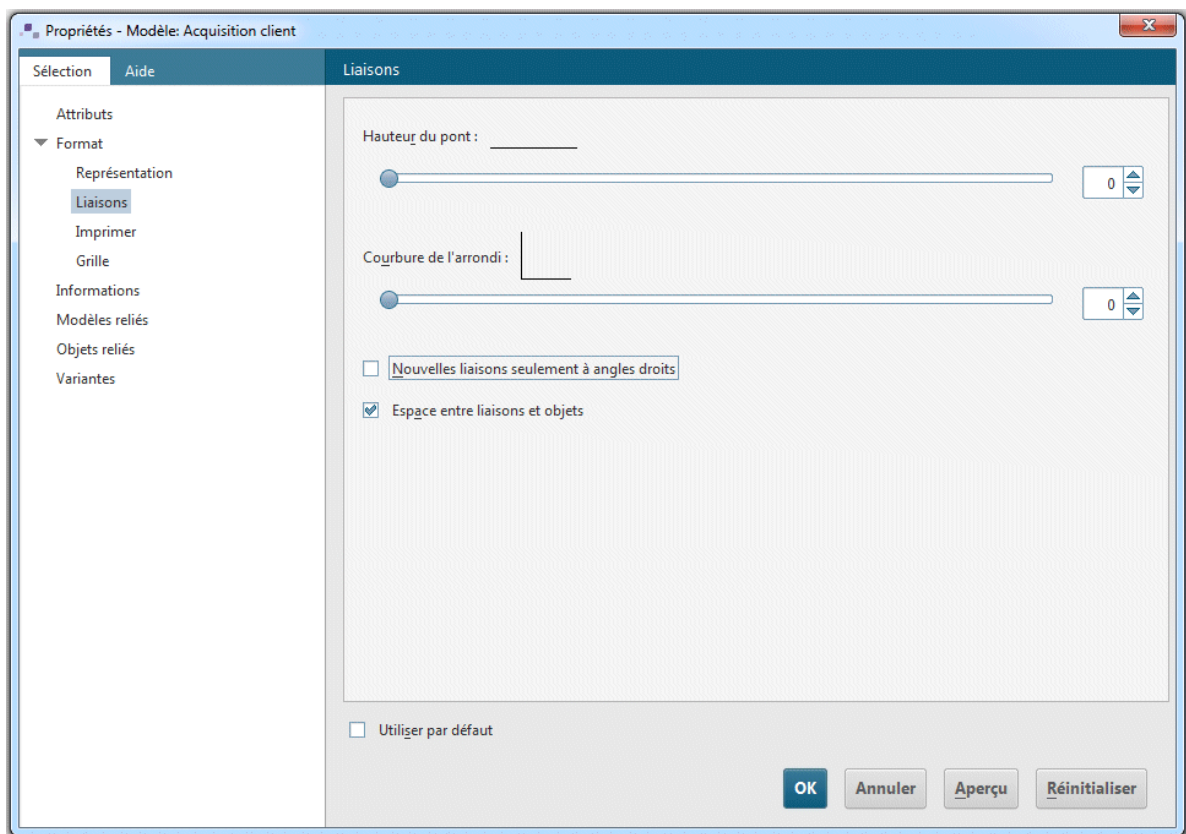 Propriétés - Modèle: Acquisition client
Sélection Aide
Liaisons
Attributs
Format
Représentation
Liaisons
Imprimer
Grille
Informations
Modèles reliés
Objets reliés
Variantes
Hauteur du pont :
0
Courbure de l'arrondi :
0
Nouvelles liaisons seulement à angles droits
Espace entre liaisons et objets
Utiliser par défaut
OK Annuler Aperçu Réinitialiser